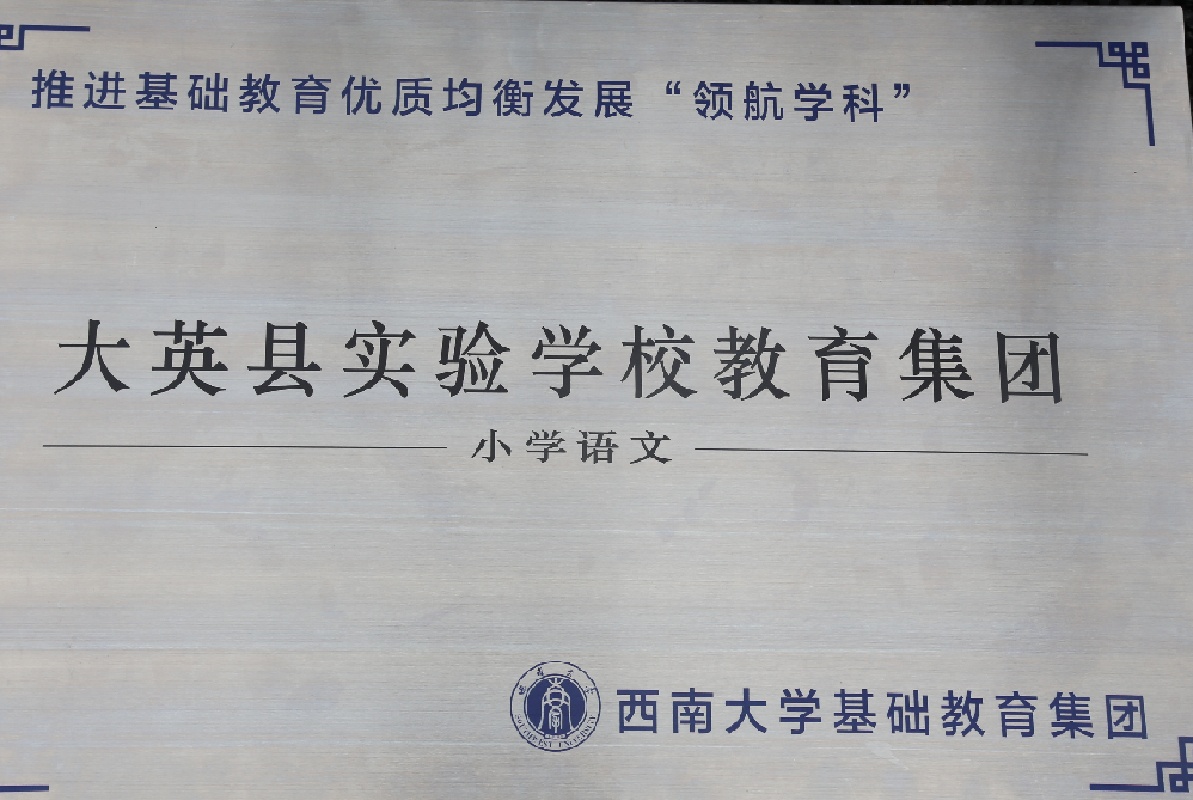 推进基础教育优质均衡发展“领航学科”
大英县实验学校教育集团
小学语文
西南大学基础教育集团